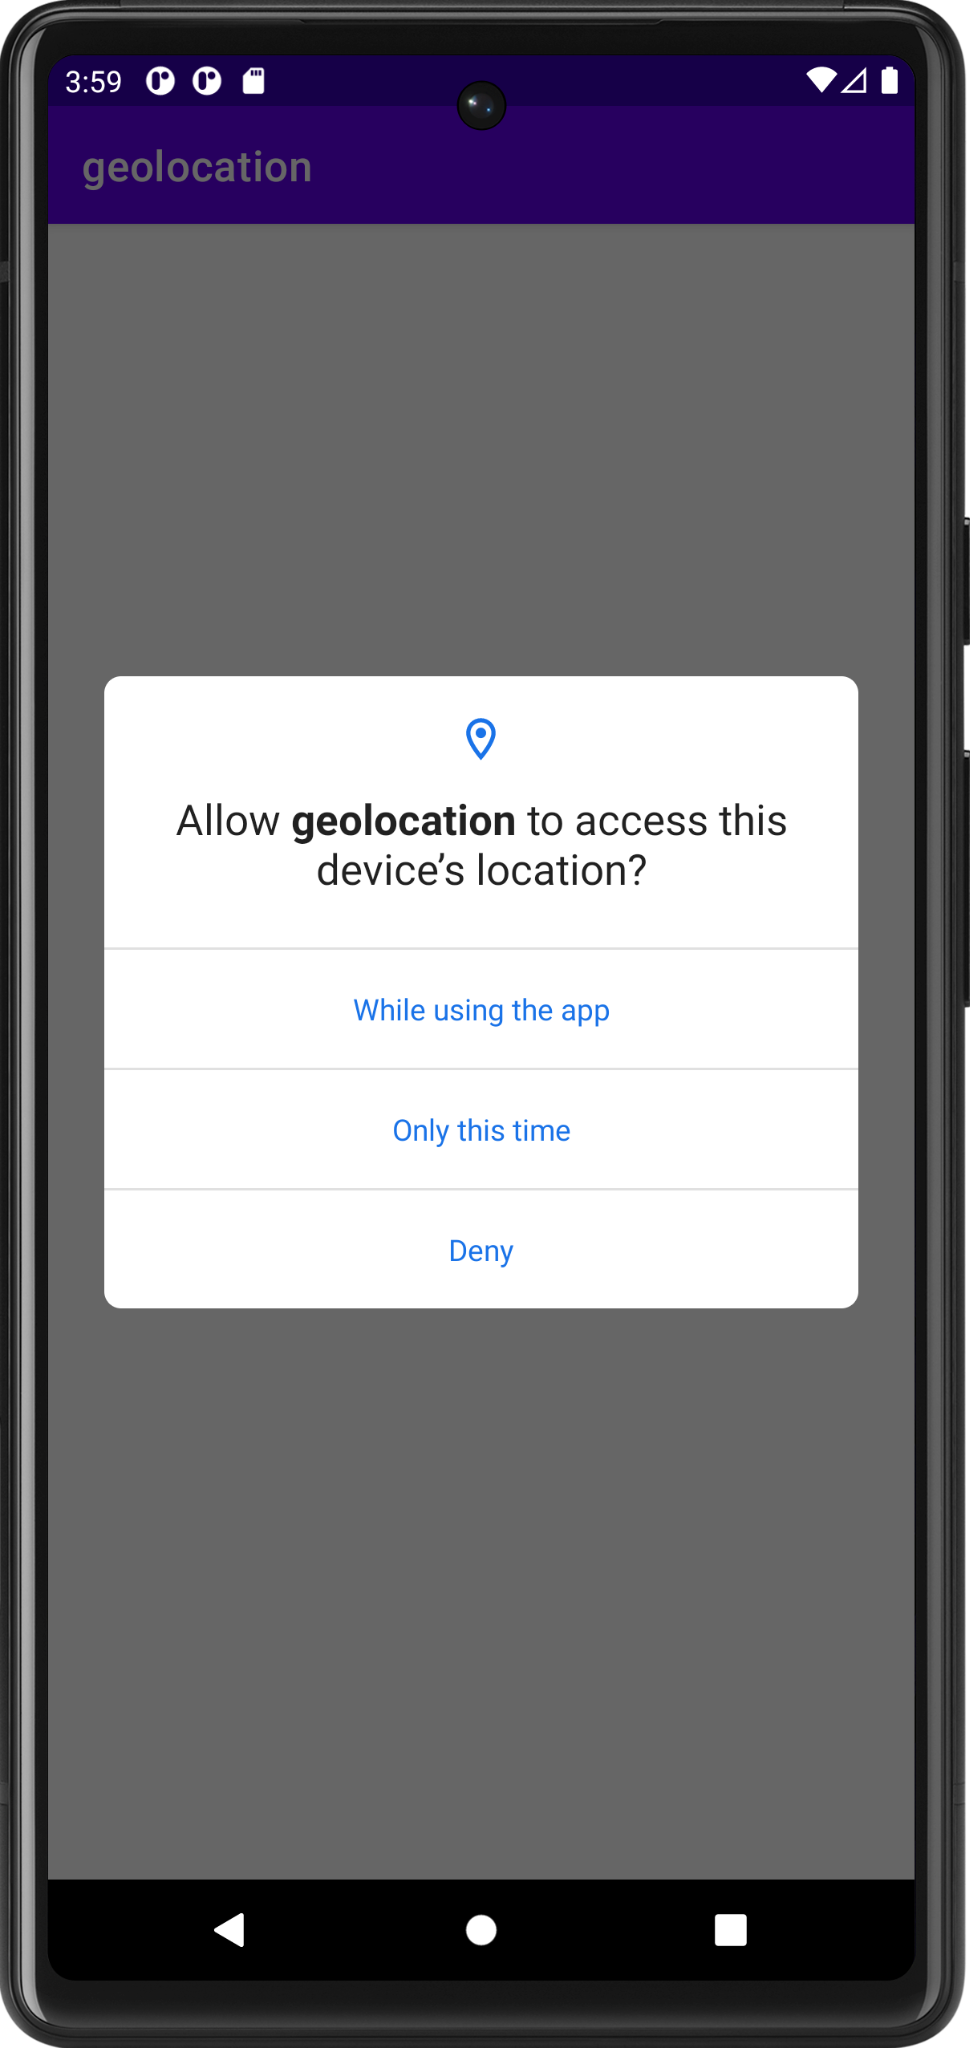 3:59
geolocation
Allow geolocation to access this
device’s location?
While using the app
Only this time
Deny